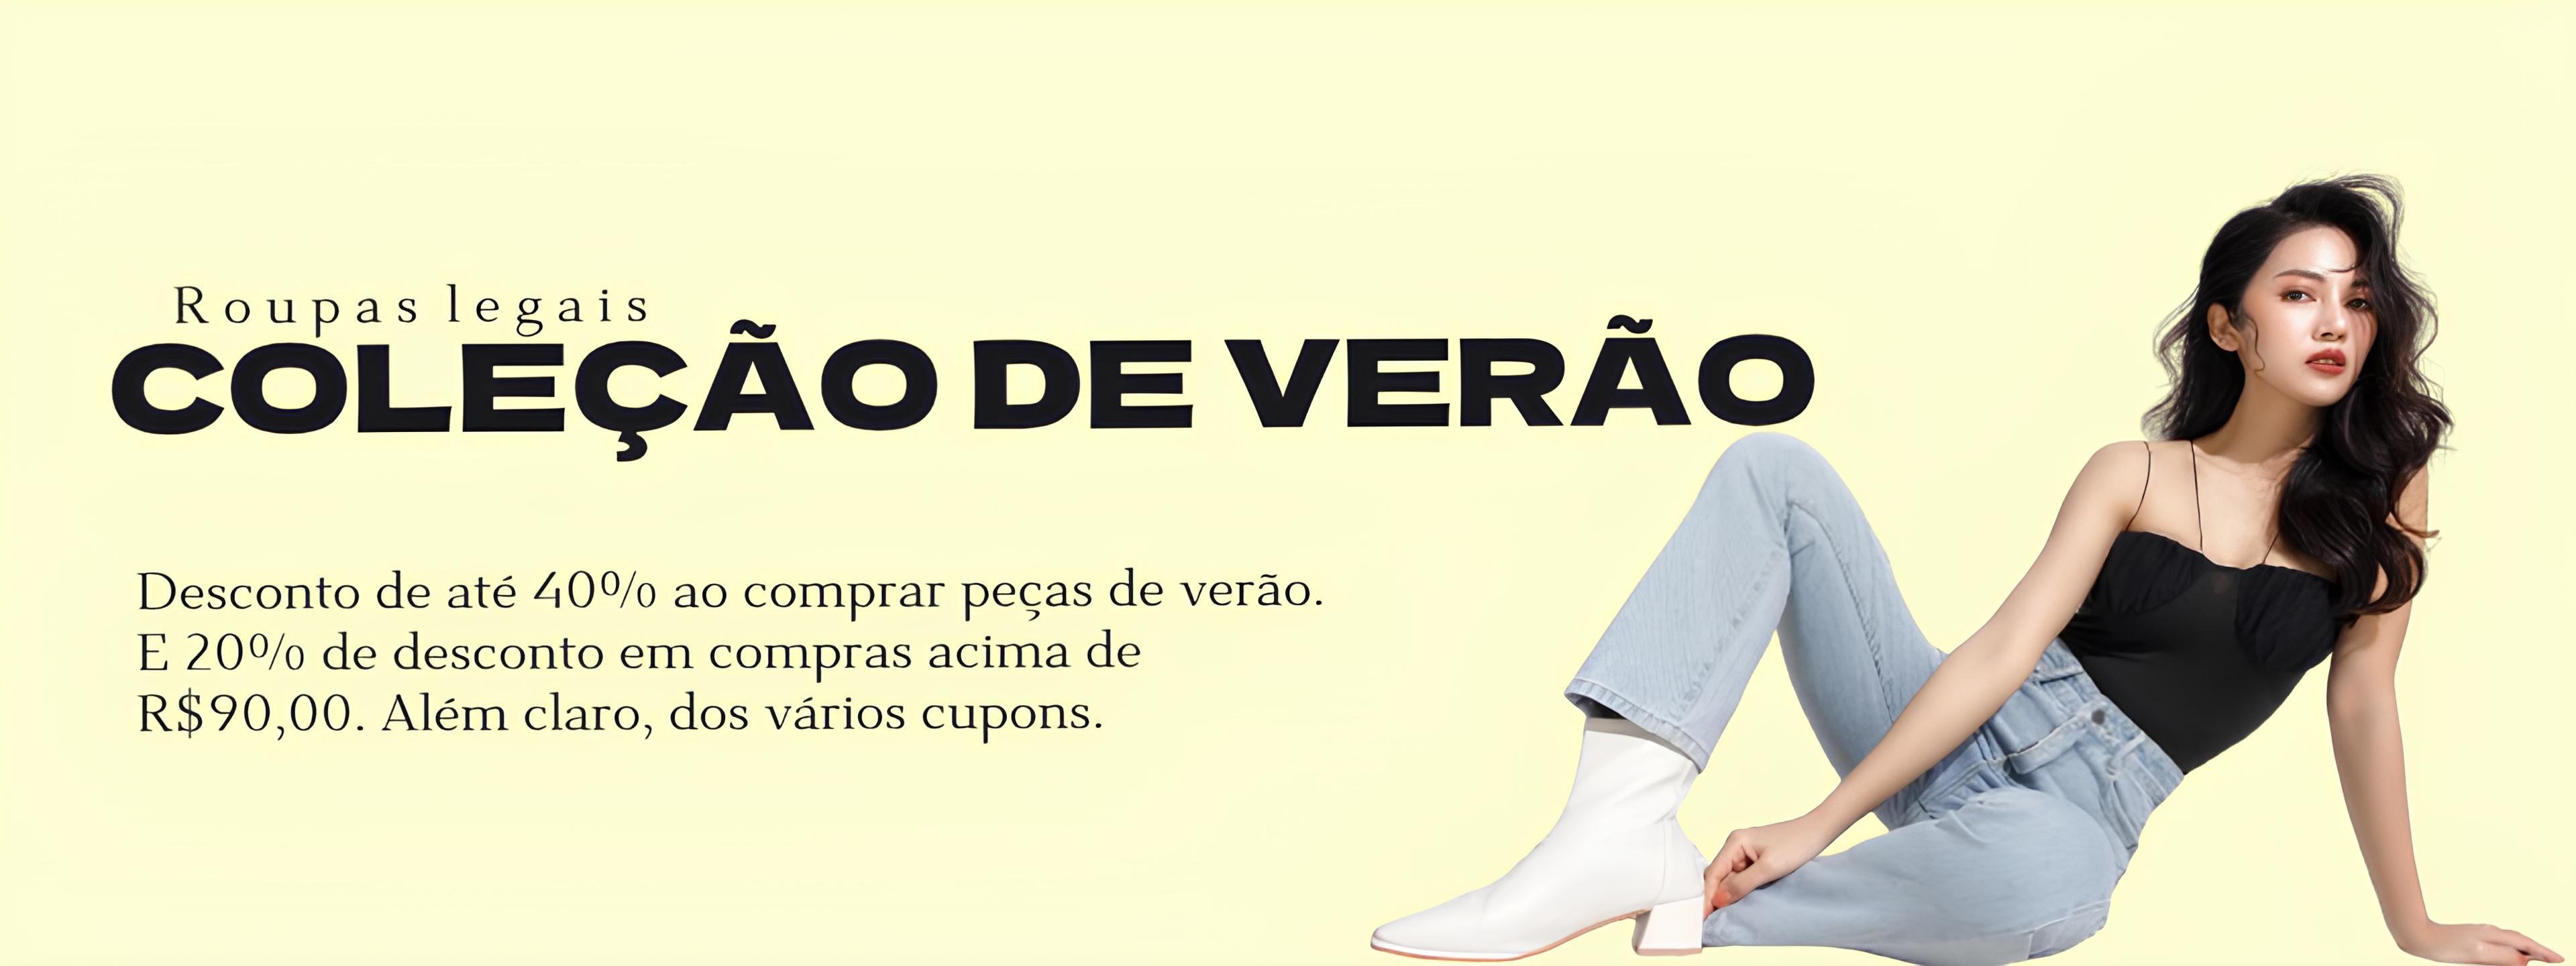 Roupas legais
COLEÇÃO DE VERÃO
Desconto de até 40% ao comprar peças de verão.
E 20% de desconto em compras acima de
R$90,00. Além claro, dos vários cupons.